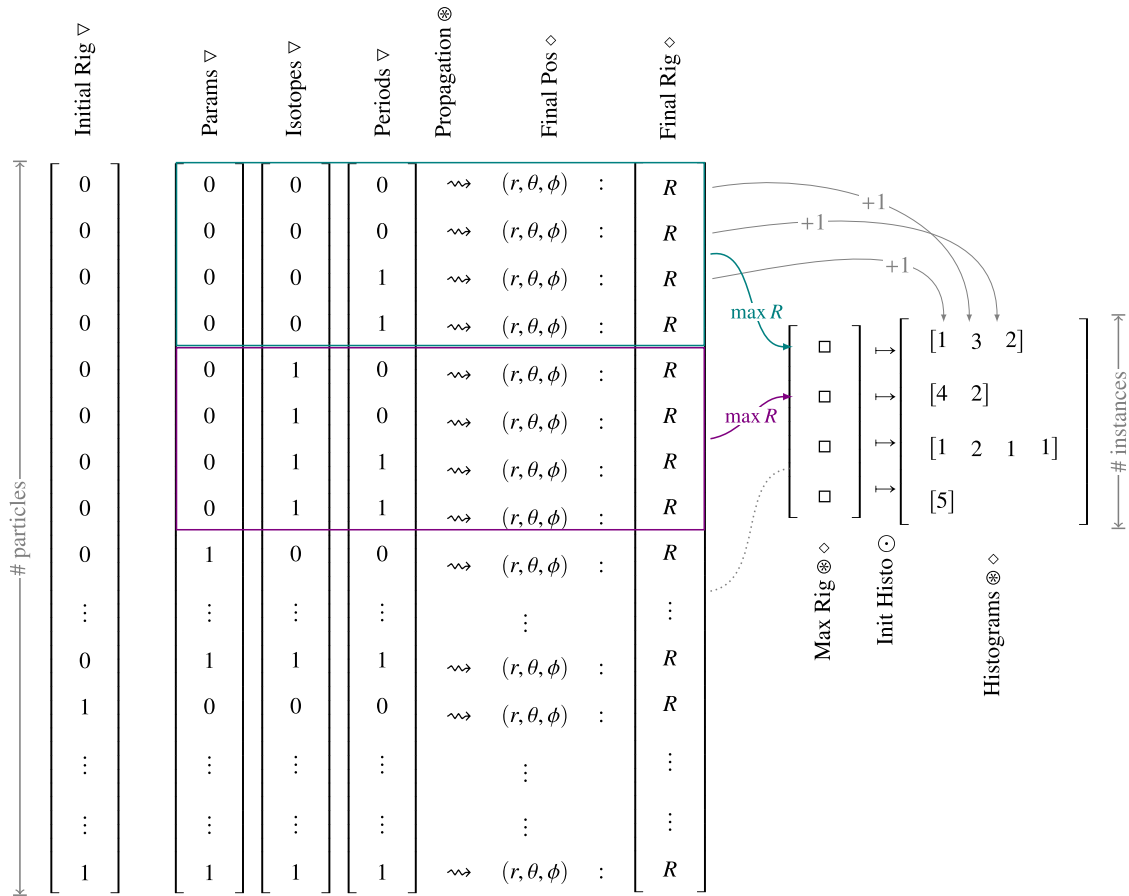 Initial Rig ▽ Params ▽ Isotopes ▽ Periods ▽ Propagation ⊛ Final Pos ⋄ Final Rig ⋄
0 0 0 0 ⇝ (r, θ, ϕ) : R
+1
0 0 0 0 ⇝ (r, θ, ϕ) : R
+1
0 0 0 1 ⇝ (r, θ, ϕ) : R
+1
0 0 0 1 ⇝ (r, θ, ϕ) : R
max R
0 0 1 0 ⇝ (r, θ, ϕ) : R
0 0 1 0 ⇝ (r, θ, ϕ) : R
max R
0 0 1 1 ⇝ (r, θ, ϕ) : R
0 0 1 1 ⇝ (r, θ, ϕ) : R
0 1 0 0 ⇝ (r, θ, ϕ) : R
⋮ ⋮ ⋮ ⋮ ⋮ ⋮
0 1 1 1 ⇝ (r, θ, ϕ) : R
1 0 0 0 ⇝ (r, θ, ϕ) : R
⋮ ⋮ ⋮ ⋮ ⋮ ⋮
⋮ ⋮ ⋮ ⋮ ⋮ ⋮
1 1 1 1 ⇝ (r, θ, ϕ) : R
# particles
□ ↦ [1 3 2]
□ ↦ [4 2]
□ ↦ [1 2 1 1]
□ ↦ [5]
# instances
Max Rig ⊛ ⋄
Init Histo ⊙
Histograms ⊛ ⋄